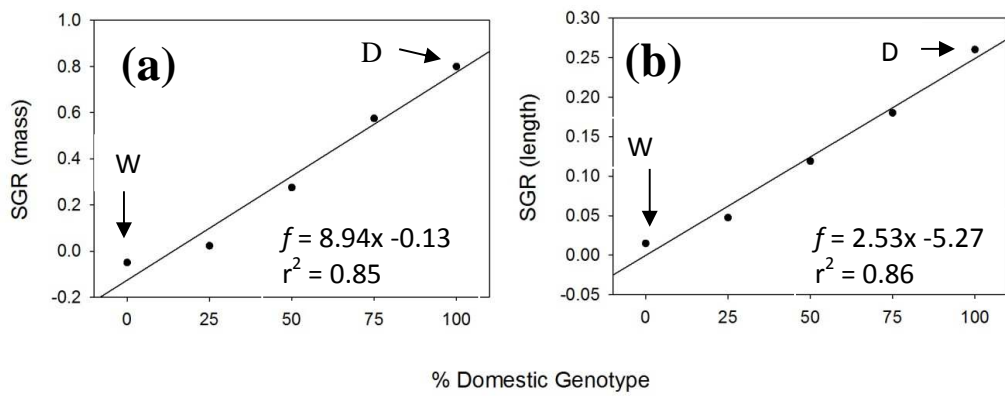 (a)
SGR (mass)
1.0
0.8
0.6
0.4
0.2
0.0
-0.2
W
D
f = 8.94x -0.13
r² = 0.85
0 25 50 75 100
(b)
SGR (length)
0.30
0.25
0.20
0.15
0.10
0.05
0.00
-0.05
W
D
f = 2.53x -5.27
r² = 0.86
0 25 50 75 100
% Domestic Genotype